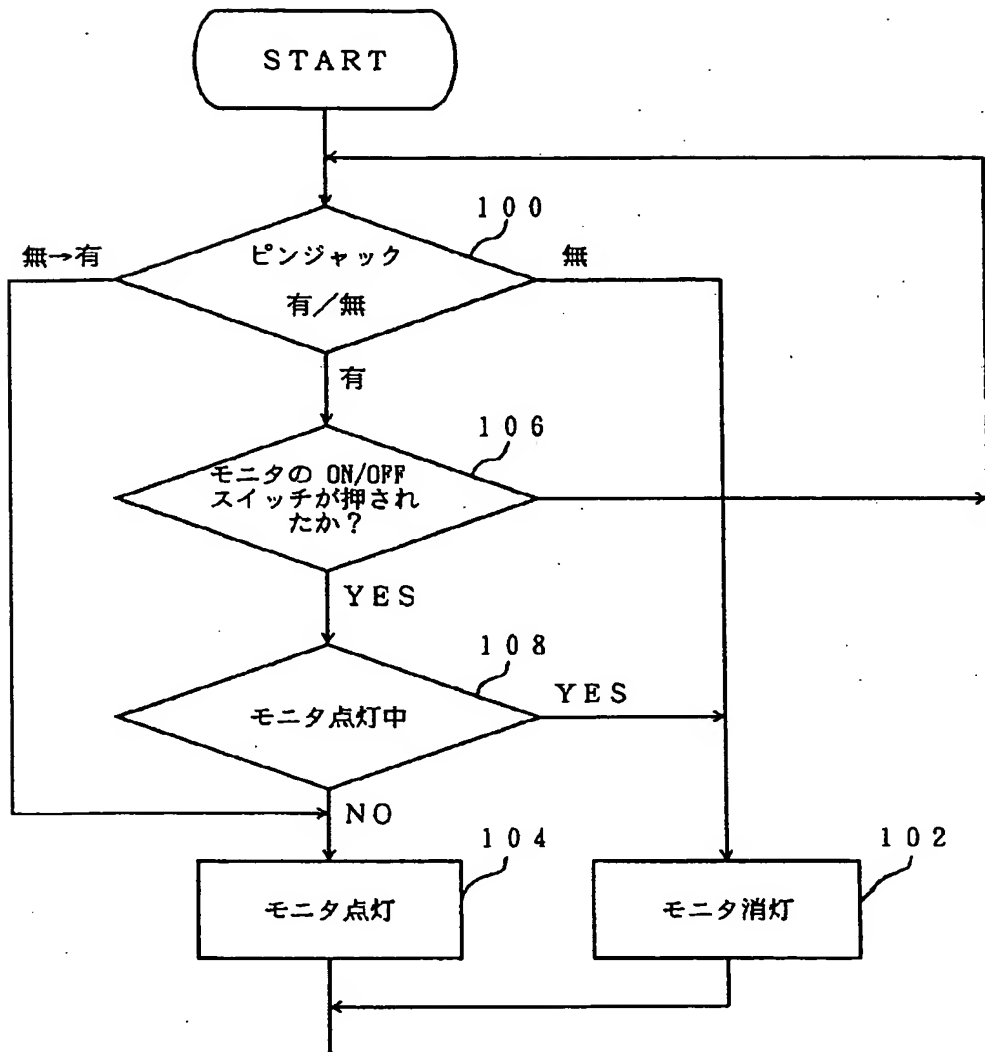 START
100
無→有
ピンジャック
無
有／無
有
106
モニタの ON/OFF
スイッチが押され
たか？
YES
108
YES
モニタ点灯中
NO
104
102
モニタ点灯
モニタ消灯